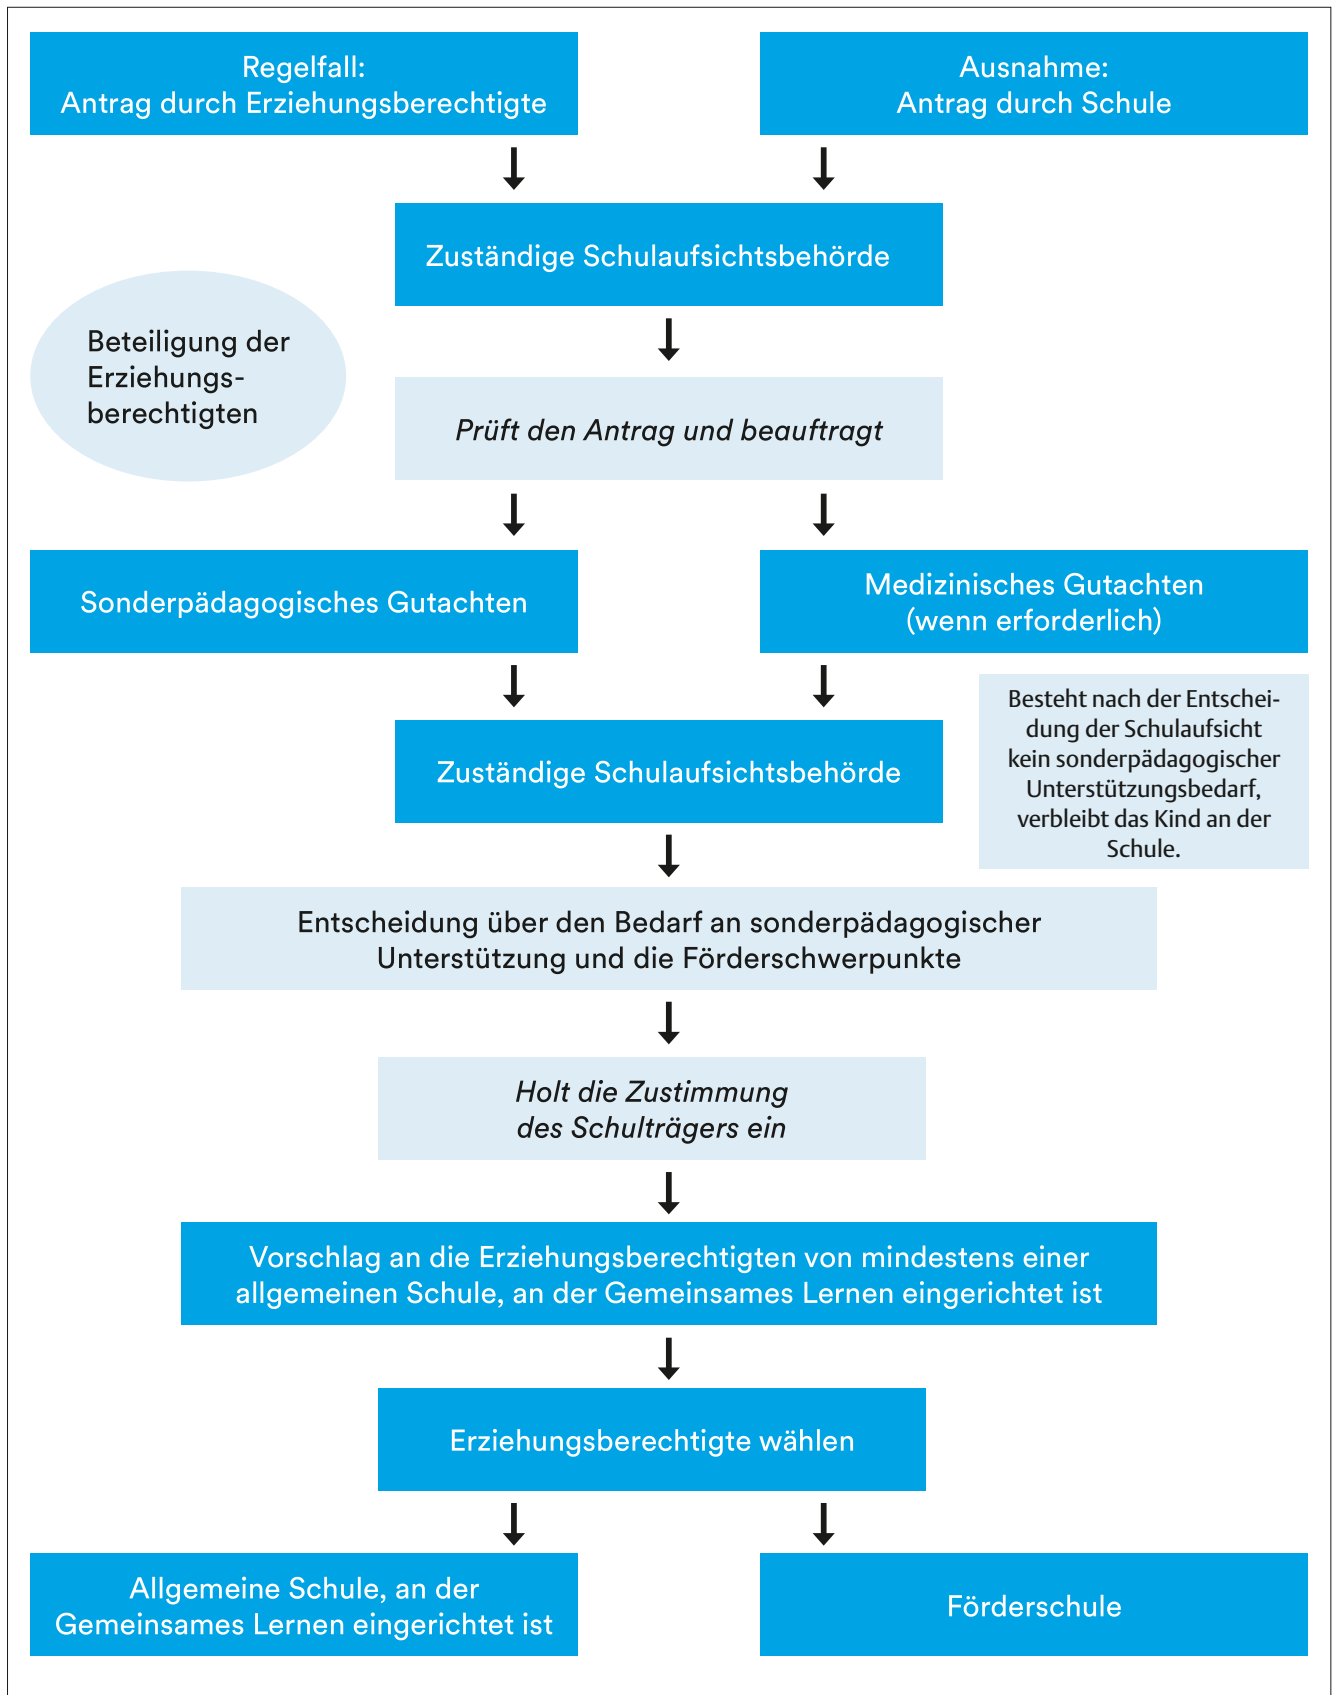 Regelfall:
Antrag durch Erziehungsberechtigte
Ausnahme:
Antrag durch Schule
Zuständige Schulaufsichtsbehörde
Beteiligung der
Erziehungs-
berechtigten
Prüft den Antrag und beauftragt
Sonderpädagogisches Gutachten
Medizinisches Gutachten
(wenn erforderlich)
Zuständige Schulaufsichtsbehörde
Besteht nach der Entschei-
dung der Schulaufsicht
kein sonderpädagogischer
Unterstützungsbedarf,
verbleibt das Kind an der
Schule.
Entscheidung über den Bedarf an sonderpädagogischer
Unterstützung und die Förderschwerpunkte
Holt die Zustimmung
des Schulträgers ein
Vorschlag an die Erziehungsberechtigten von mindestens einer
allgemeinen Schule, an der Gemeinsames Lernen eingerichtet ist
Erziehungsberechtigte wählen
Allgemeine Schule, an der
Gemeinsames Lernen eingerichtet ist
Förderschule